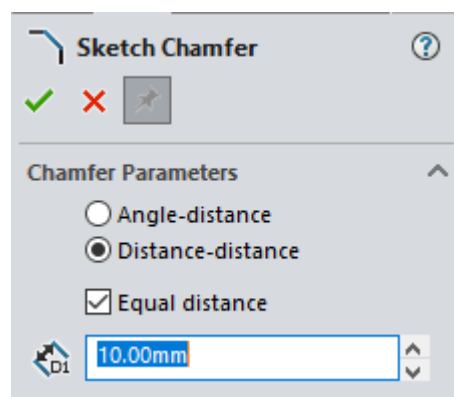 Sketch Chamfer
?
Chamfer Parameters
Angle-distance
Distance-distance
Equal distance
D1
10.00mm